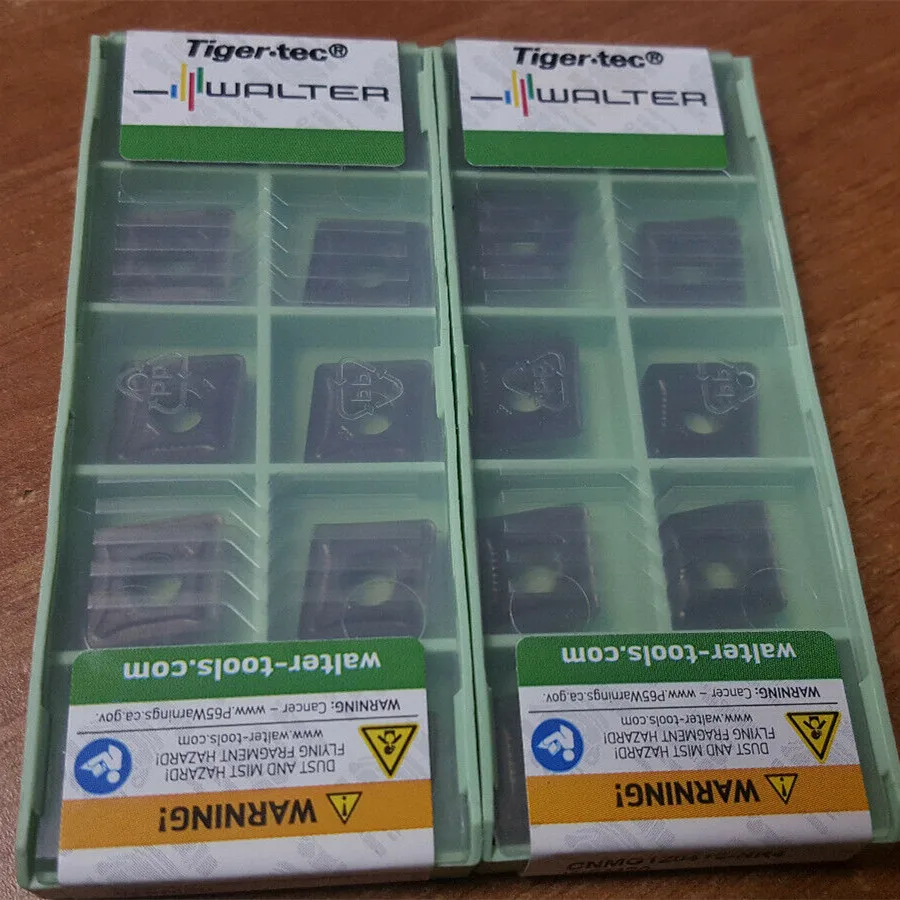 Tiger·tec®
WALTER
Tiger·tec®
WALTER
walter-tools.com
WARNING: Cancer – www.P65Warnings.ca.gov.
www.walter-tools.com
FLYING FRAGMENT HAZARD!
DUST AND MIST HAZARD!
WARNING!
walter-tools.com
WARNING: Cancer – www.P65Warnings.ca.gov.
www.walter-tools.com
FLYING FRAGMENT HAZARD!
DUST AND MIST HAZARD!
WARNING!